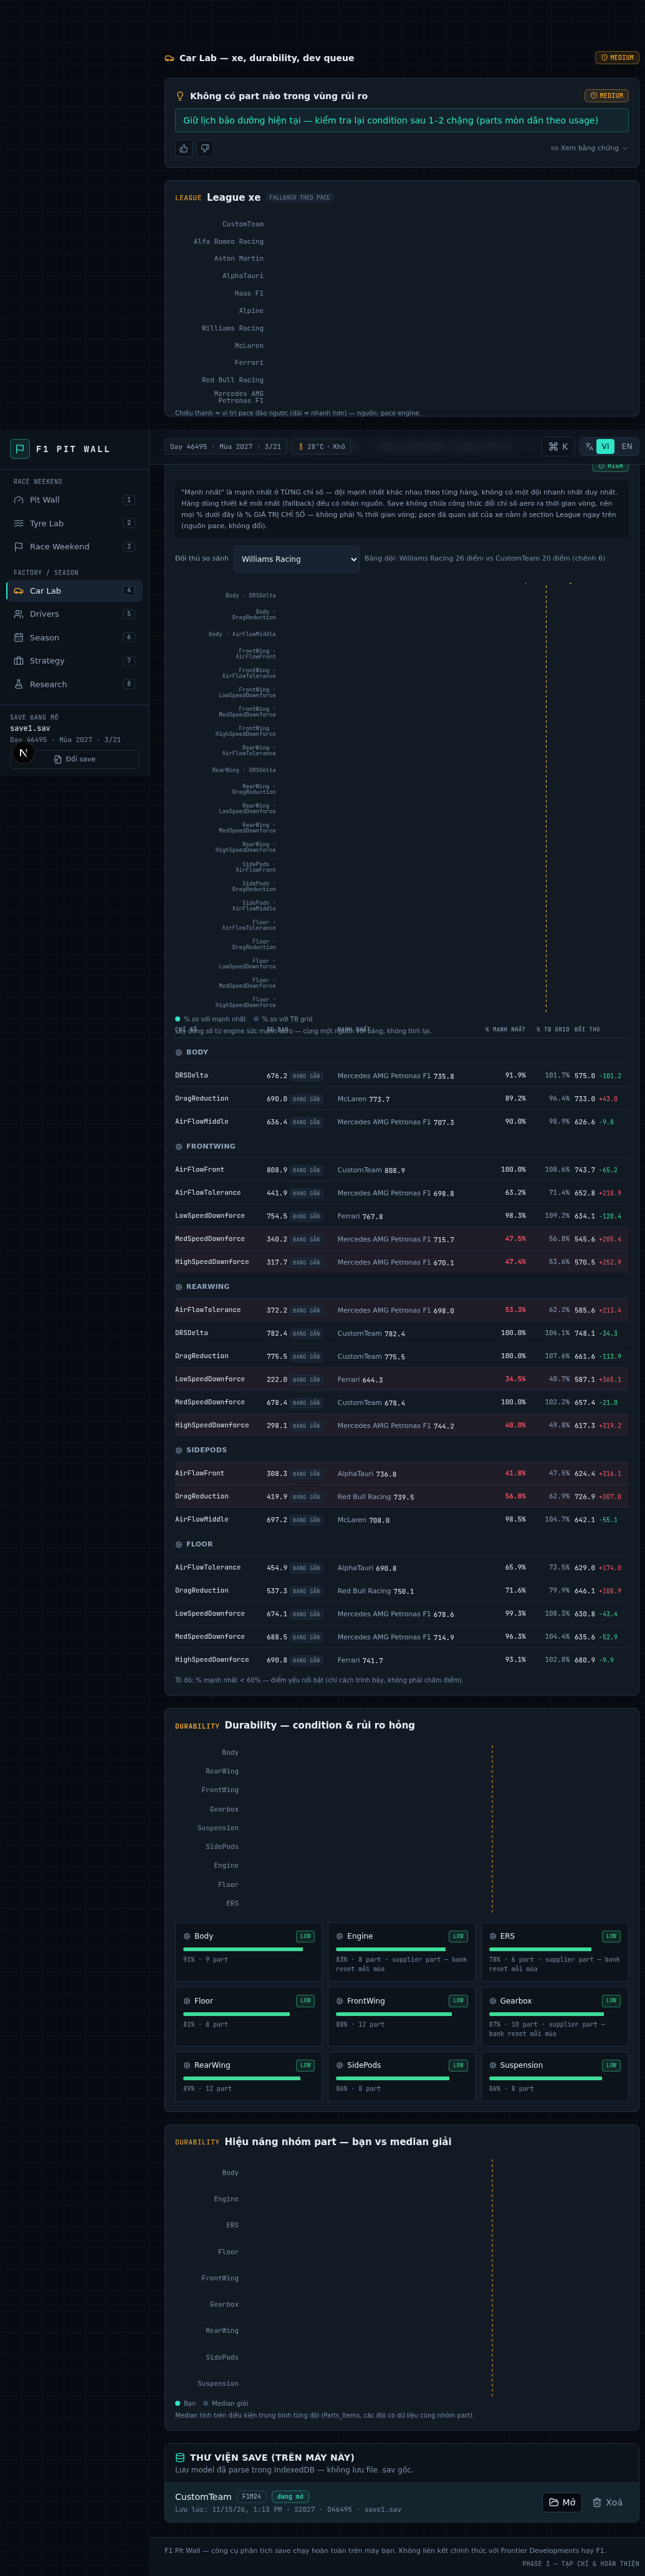 Car Lab — xe, durability, dev queue
MEDIUM
Không có part nào trong vùng rủi ro
MEDIUM
Giữ lịch bảo dưỡng hiện tại — kiểm tra lại condition sau 1–2 chặng (parts mòn dần theo usage)
Xem bằng chứng
LEAGUE League xe FALLBACK THEO PACE
CustomTeam
Alfa Romeo Racing
Aston Martin
AlphaTauri
Haas F1
Alpine
Williams Racing
McLaren
Ferrari
Red Bull Racing
Mercedes AMG
Petronas F1
Chiều thanh = vị trí pace đảo ngược (dài = nhanh hơn) — nguồn: pace engine.
F1 PIT WALL
Day 46495 · Mùa 2027 · 3/21
28°C · Khô
⌘ K
VI
EN
RACE WEEKEND
Pit Wall 1
Tyre Lab 2
Race Weekend 3
FACTORY / SEASON
Car Lab 4
Drivers 5
Season 6
Strategy 7
Research 8
SAVE ĐANG MỞ
save1.sav
Day 46495 · Mùa 2027 · 3/21
Đổi save
HIGH
"Mạnh nhất" là mạnh nhất ở TỪNG chỉ số — đội mạnh khác nhau theo từng hàng, không có một đội nhanh nhất duy nhất.
Hàng dùng thiết kế mới nhất (fallback) đều có nhãn nguồn. Save không chứa công thức đổi chỉ số aero ra thời gian vòng, nên
mọi % dưới đây là % GIÁ TRỊ CHỈ SỐ — không phải % thời gian vòng; pace đã quan sát của xe nằm ở section League ngay trên
(nguồn pace, không đổi).
Đối thủ so sánh
Williams Racing
Bảng đội: Williams Racing 26 điểm vs CustomTeam 20 điểm (chênh 6)
Body · DRSDelta
Body ·
DragReduction
Body · AirFlowMiddle
FrontWing ·
AirFlowFront
FrontWing ·
AirFlowTolerance
FrontWing ·
LowSpeedDownforce
FrontWing ·
MedSpeedDownforce
FrontWing ·
HighSpeedDownforce
RearWing ·
AirFlowTolerance
RearWing · DRSDelta
RearWing ·
DragReduction
RearWing ·
LowSpeedDownforce
RearWing ·
MedSpeedDownforce
RearWing ·
HighSpeedDownforce
SidePods ·
AirFlowFront
SidePods ·
DragReduction
SidePods ·
AirFlowMiddle
Floor ·
AirFlowTolerance
Floor ·
DragReduction
Floor ·
LowSpeedDownforce
Floor ·
MedSpeedDownforce
Floor ·
HighSpeedDownforce
% so với mạnh nhất
% so với TB grid
CHỈ SỐ XE BẠN MẠNH NHẤT % MẠNH NHẤT % TB GRID ĐỐI THỦ
BODY
DRSDelta 676.2 ĐANG GẮN Mercedes AMG Petronas F1 735.8 91.9% 101.7% 575.0 -101.2
DragReduction 690.0 ĐANG GẮN McLaren 773.7 89.2% 96.4% 733.0 +43.0
AirFlowMiddle 636.4 ĐANG GẮN Mercedes AMG Petronas F1 707.3 90.0% 98.9% 626.6 -9.8
FRONTWING
AirFlowFront 808.9 ĐANG GẮN CustomTeam 808.9 100.0% 108.6% 743.7 -65.2
AirFlowTolerance 441.9 ĐANG GẮN Mercedes AMG Petronas F1 698.8 63.2% 71.4% 652.8 +210.9
LowSpeedDownforce 754.5 ĐANG GẮN Ferrari 767.8 98.3% 109.2% 634.1 -120.4
MedSpeedDownforce 340.2 ĐANG GẮN Mercedes AMG Petronas F1 715.7 47.5% 56.8% 545.6 +205.4
HighSpeedDownforce 317.7 ĐANG GẮN Mercedes AMG Petronas F1 670.1 47.4% 53.6% 570.5 +252.9
REARWING
AirFlowTolerance 372.2 ĐANG GẮN Mercedes AMG Petronas F1 698.0 53.3% 62.2% 585.6 +213.4
DRSDelta 782.4 ĐANG GẮN CustomTeam 782.4 100.0% 106.1% 748.1 -34.3
DragReduction 775.5 ĐANG GẮN CustomTeam 775.5 100.0% 107.6% 661.6 -113.9
LowSpeedDownforce 222.0 ĐANG GẮN Ferrari 644.3 34.5% 40.7% 587.1 +365.1
MedSpeedDownforce 678.4 ĐANG GẮN CustomTeam 678.4 100.0% 102.2% 657.4 -21.0
HighSpeedDownforce 298.1 ĐANG GẮN Mercedes AMG Petronas F1 744.2 40.0% 49.8% 617.3 +319.2
SIDEPODS
AirFlowFront 308.3 ĐANG GẮN AlphaTauri 736.8 41.8% 47.5% 624.4 +316.1
DragReduction 419.9 ĐANG GẮN Red Bull Racing 739.5 56.8% 62.9% 726.9 +307.0
AirFlowMiddle 697.2 ĐANG GẮN McLaren 708.0 98.5% 104.7% 642.1 -55.1
FLOOR
AirFlowTolerance 454.9 ĐANG GẮN AlphaTauri 690.8 65.9% 73.5% 629.0 +174.0
DragReduction 537.3 ĐANG GẮN Red Bull Racing 750.1 71.6% 79.9% 646.1 +108.9
LowSpeedDownforce 674.1 ĐANG GẮN Mercedes AMG Petronas F1 678.6 99.3% 108.3% 630.8 -43.4
MedSpeedDownforce 688.5 ĐANG GẮN Mercedes AMG Petronas F1 714.9 96.3% 104.4% 635.6 -52.9
HighSpeedDownforce 690.8 ĐANG GẮN Ferrari 741.7 93.1% 102.8% 680.9 -9.9
Tô đỏ: % mạnh nhất < 60% — điểm yếu nổi bật (chỉ cách trình bày, không phải chấm điểm).
DURABILITY Durability — condition & rủi ro hỏng
Body
RearWing
FrontWing
Gearbox
Suspension
SidePods
Engine
Floor
ERS
Body LOW
91% · 9 part
Engine LOW
83% · 8 part · supplier part — bank
reset mỗi mùa
ERS LOW
78% · 6 part · supplier part — bank
reset mỗi mùa
Floor LOW
81% · 8 part
FrontWing LOW
88% · 12 part
Gearbox LOW
87% · 10 part · supplier part —
bank reset mỗi mùa
RearWing LOW
89% · 12 part
SidePods LOW
86% · 8 part
Suspension LOW
86% · 8 part
DURABILITY Hiệu năng nhóm part — bạn vs median giải
Body
Engine
ERS
Floor
FrontWing
Gearbox
RearWing
SidePods
Suspension
Bạn
Median giải
Median tính trên điều kiện trung bình từng đội (Parts_Items, các đội có dữ liệu cùng nhóm part).
THƯ VIỆN SAVE (TRÊN MÁY NÀY)
Lưu model đã parse trong IndexedDB — không lưu file .sav gốc.
CustomTeam F1M24 đang mở
Lưu lúc: 11/15/26, 1:13 PM · S2027 · D46495 · save1.sav
Mở
Xoá
F1 Pit Wall — công cụ phân tích save chạy hoàn toàn trên máy bạn. Không liên kết chính thức với Frontier Developments hay F1.
PHASE 3 — TẠP CHÍ & HOÀN THIỆN